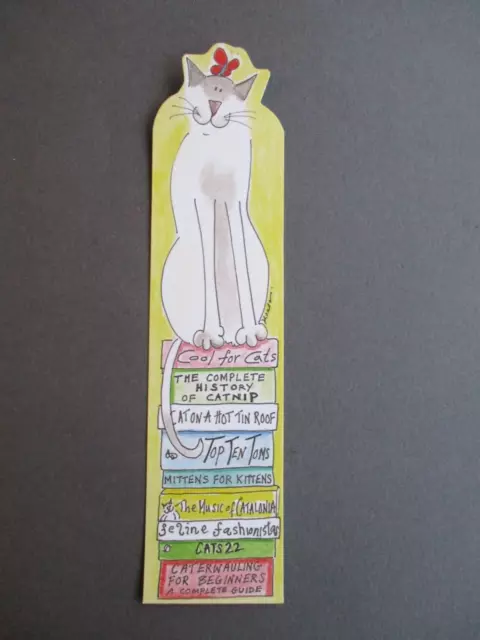 Cool for Cats
THE COMPLETE
HISTORY
OF CATNIP
CAT ON A HOT TIN ROOF
TOP TEN TOMS
MITTENS FOR KITTENS
The Music of CATALONIA
feline fashionistas
CATS 22
CATERWAULING
FOR BEGINNERS
A COMPLETE GUIDE